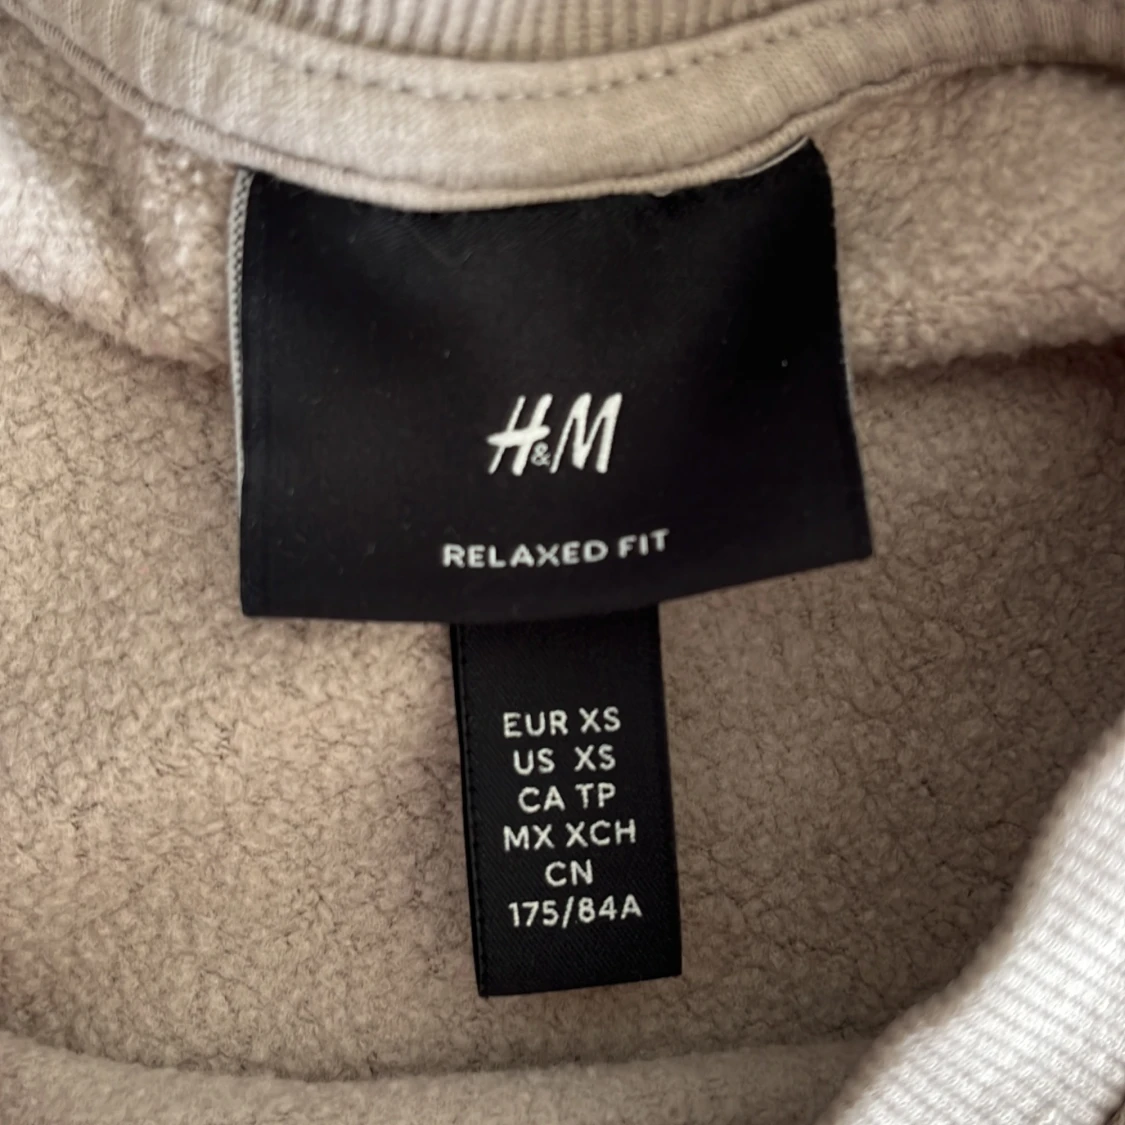 H&M
RELAXED FIT
EUR XS
US XS
CA TP
MX XCH
CN
175/84A